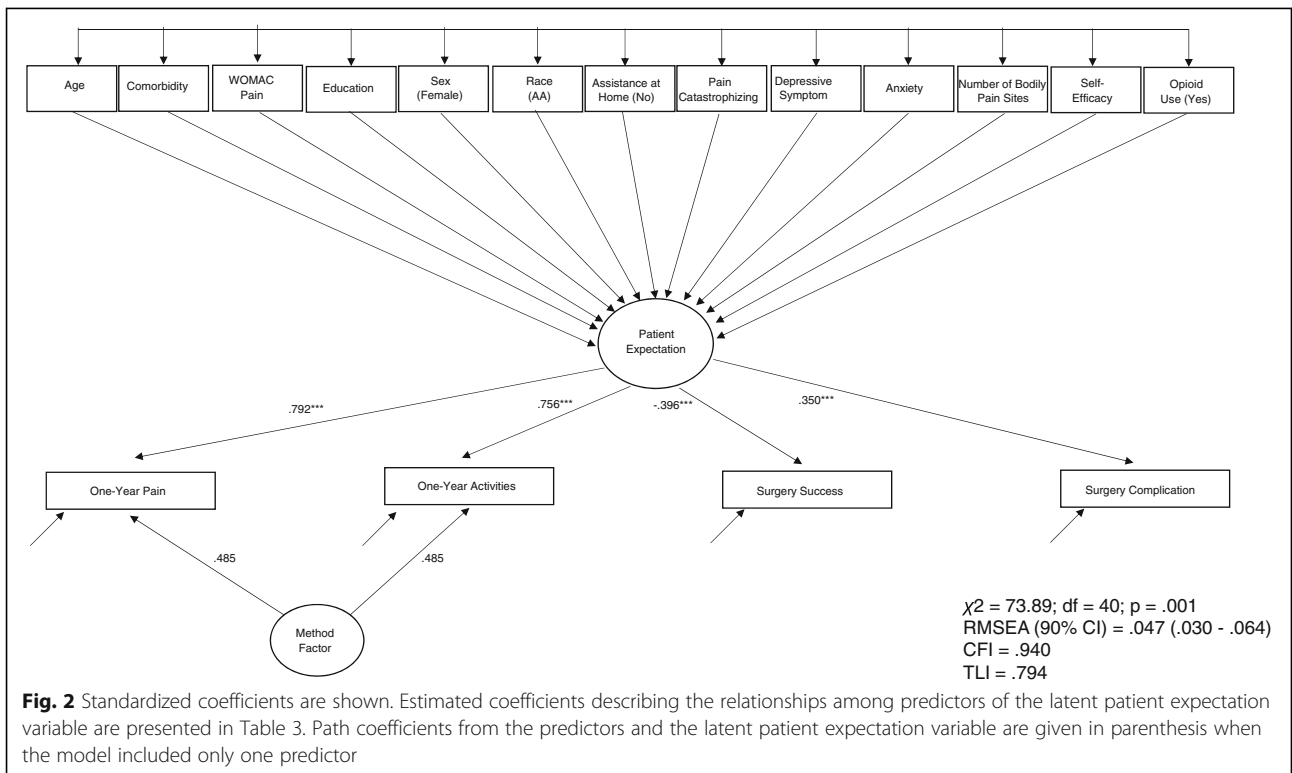 Age
Comorbidity
WOMAC
Pain
Education
Sex
(Female)
Race
(AA)
Assistance at
Home (No)
Pain
Catastrophizing
Depressive
Symptom
Anxiety
Number of Bodily
Pain Sites
Self-
Efficacy
Opioid
Use (Yes)
Patient
Expectation
.792***
.756***
-.396***
.350***
One-Year Pain
One-Year Activities
Surgery Success
Surgery Complication
.485
.485
Method
Factor
χ2 = 73.89; df = 40; p = .001
RMSEA (90% CI) = .047 (.030 - .064)
CFI = .940
TLI = .794
Fig. 2 Standardized coefficients are shown. Estimated coefficients describing the relationships among predictors of the latent patient expectation
variable are presented in Table 3. Path coefficients from the predictors and the latent patient expectation variable are given in parenthesis when
the model included only one predictor